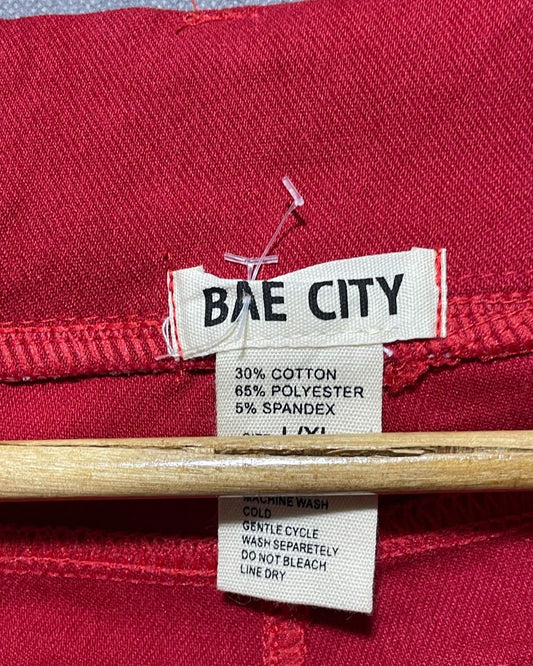 BAE CITY
30% COTTON
65% POLYESTER
5% SPANDEX
L/XL
MACHINE WASH
COLD
GENTLE CYCLE
WASH SEPARETELY
DO NOT BLEACH
LINE DRY